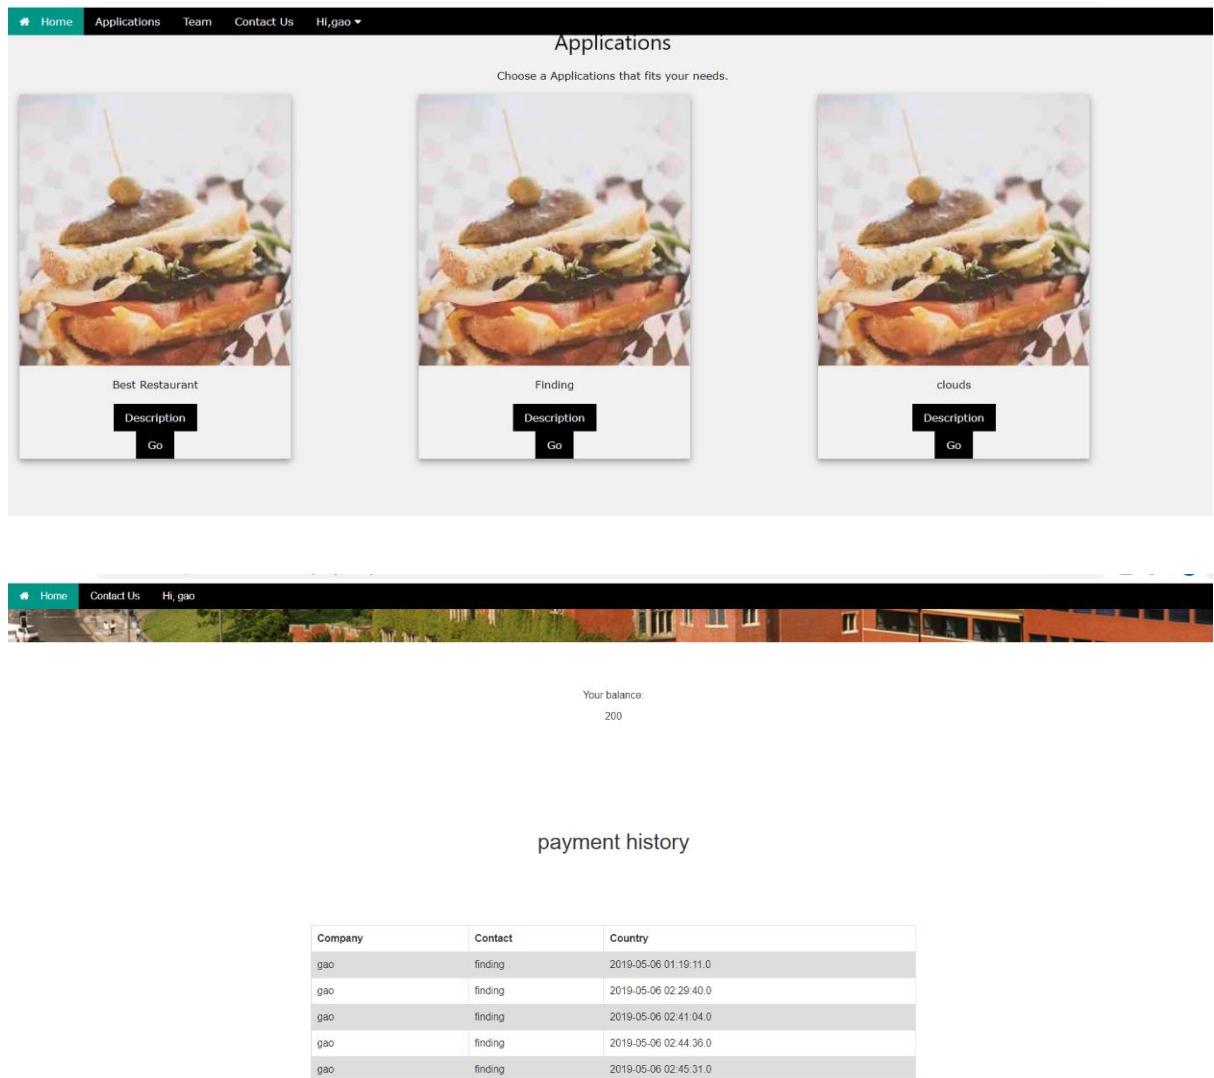 Home Applications Team Contact Us Hi,gao
Applications
Choose a Applications that fits your needs.
Best Restaurant Finding clouds
Description Description Description
Go Go Go
Home Contact Us Hi, gao
Your balance:
200
payment history
Company Contact Country
gao finding 2019-05-06 01:19:11.0
gao finding 2019-05-06 02:29:40.0
gao finding 2019-05-06 02:41:04.0
gao finding 2019-05-06 02:44:36.0
gao finding 2019-05-06 02:45:31.0